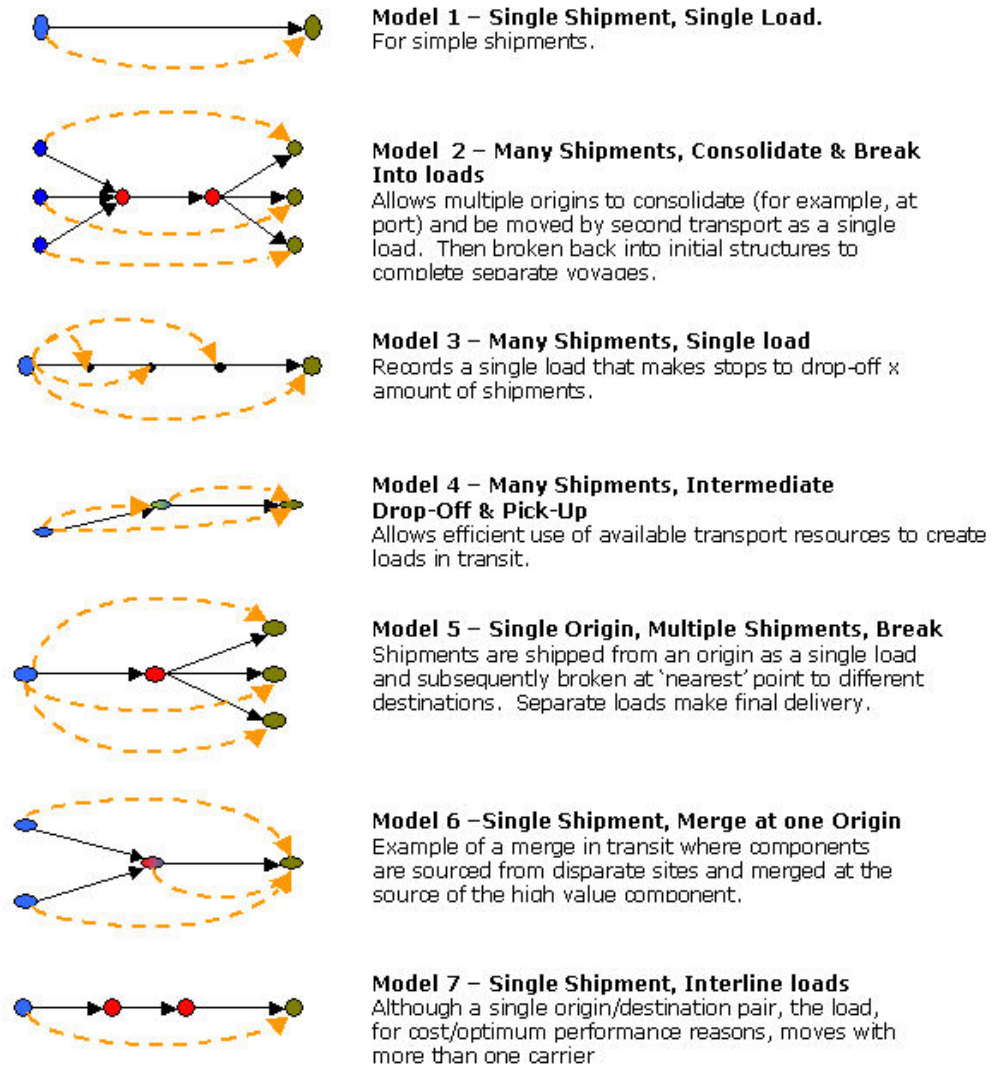 Model 1 – Single Shipment, Single Load.
For simple shipments.
Model 2 – Many Shipments, Consolidate & Break
Into loads
Allows multiple origins to consolidate (for example, at
port) and be moved by second transport as a single
load. Then broken back into initial structures to
complete separate voyages.
Model 3 – Many Shipments, Single load
Records a single load that makes stops to drop-off x
amount of shipments.
Model 4 – Many Shipments, Intermediate
Drop-Off & Pick-Up
Allows efficient use of available transport resources to create
loads in transit.
Model 5 – Single Origin, Multiple Shipments, Break
Shipments are shipped from an origin as a single load
and subsequently broken at ‘nearest’ point to different
destinations. Separate loads make final delivery.
Model 6 –Single Shipment, Merge at one Origin
Example of a merge in transit where components
are sourced from disparate sites and merged at the
source of the high value component.
Model 7 – Single Shipment, Interline loads
Although a single origin/destination pair, the load,
for cost/optimum performance reasons, moves with
more than one carrier